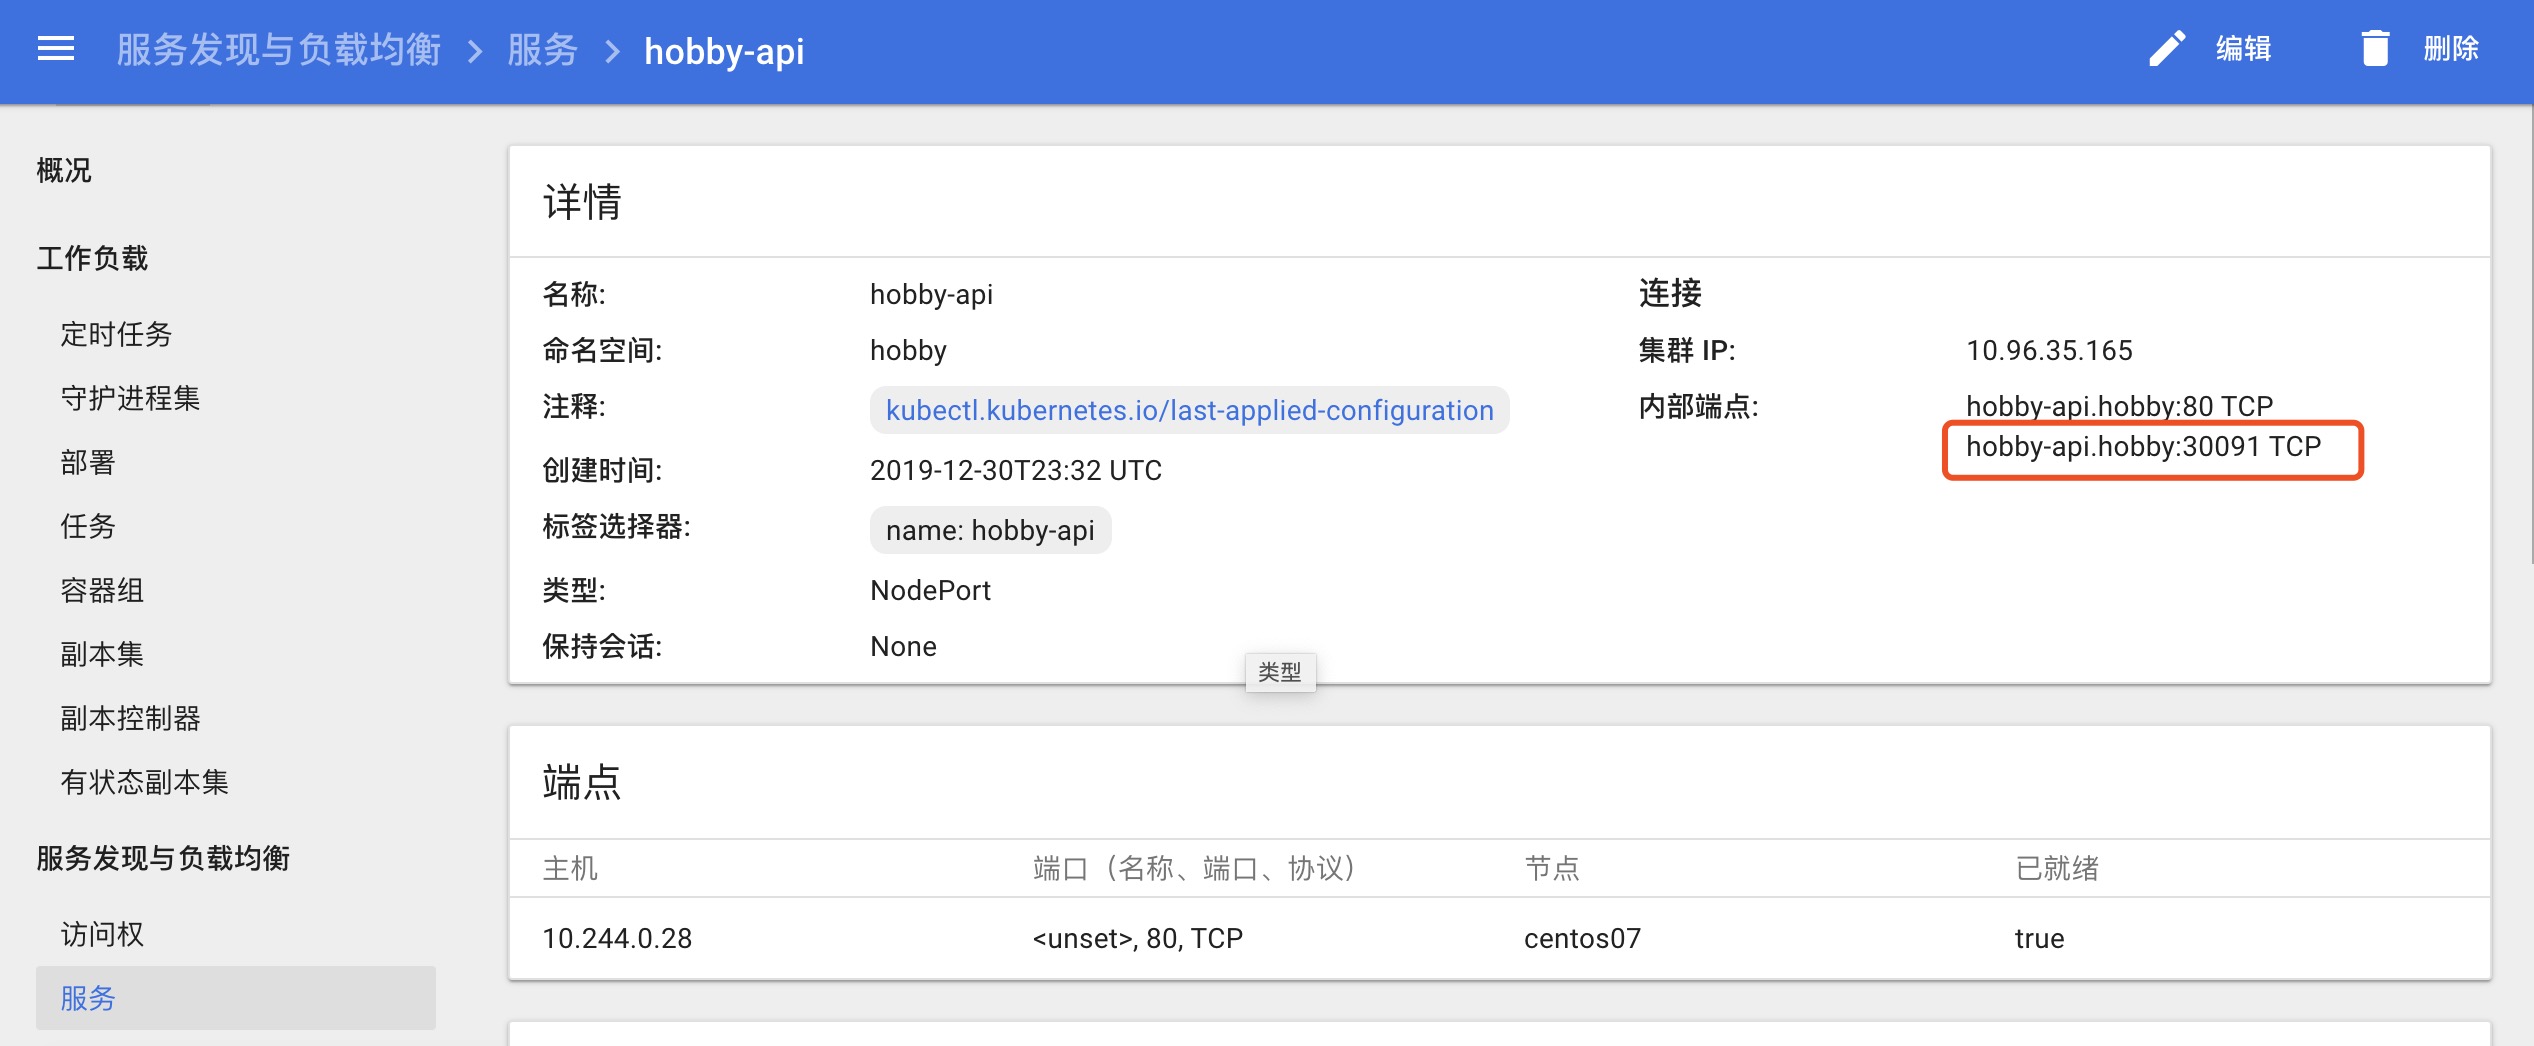 服务发现与负载均衡 > 服务 > hobby-api
编辑
删除
概况
工作负载
定时任务
守护进程集
部署
任务
容器组
副本集
副本控制器
有状态副本集
服务发现与负载均衡
访问权
服务
详情
名称: hobby-api
命名空间: hobby
注释: kubectl.kubernetes.io/last-applied-configuration
创建时间: 2019-12-30T23:32 UTC
标签选择器: name: hobby-api
类型: NodePort
保持会话: None
连接
集群 IP: 10.96.35.165
内部端点: hobby-api.hobby:80 TCP
hobby-api.hobby:30091 TCP
类型
端点
主机 端口（名称、端口、协议） 节点 已就绪
10.244.0.28 <unset>, 80, TCP centos07 true